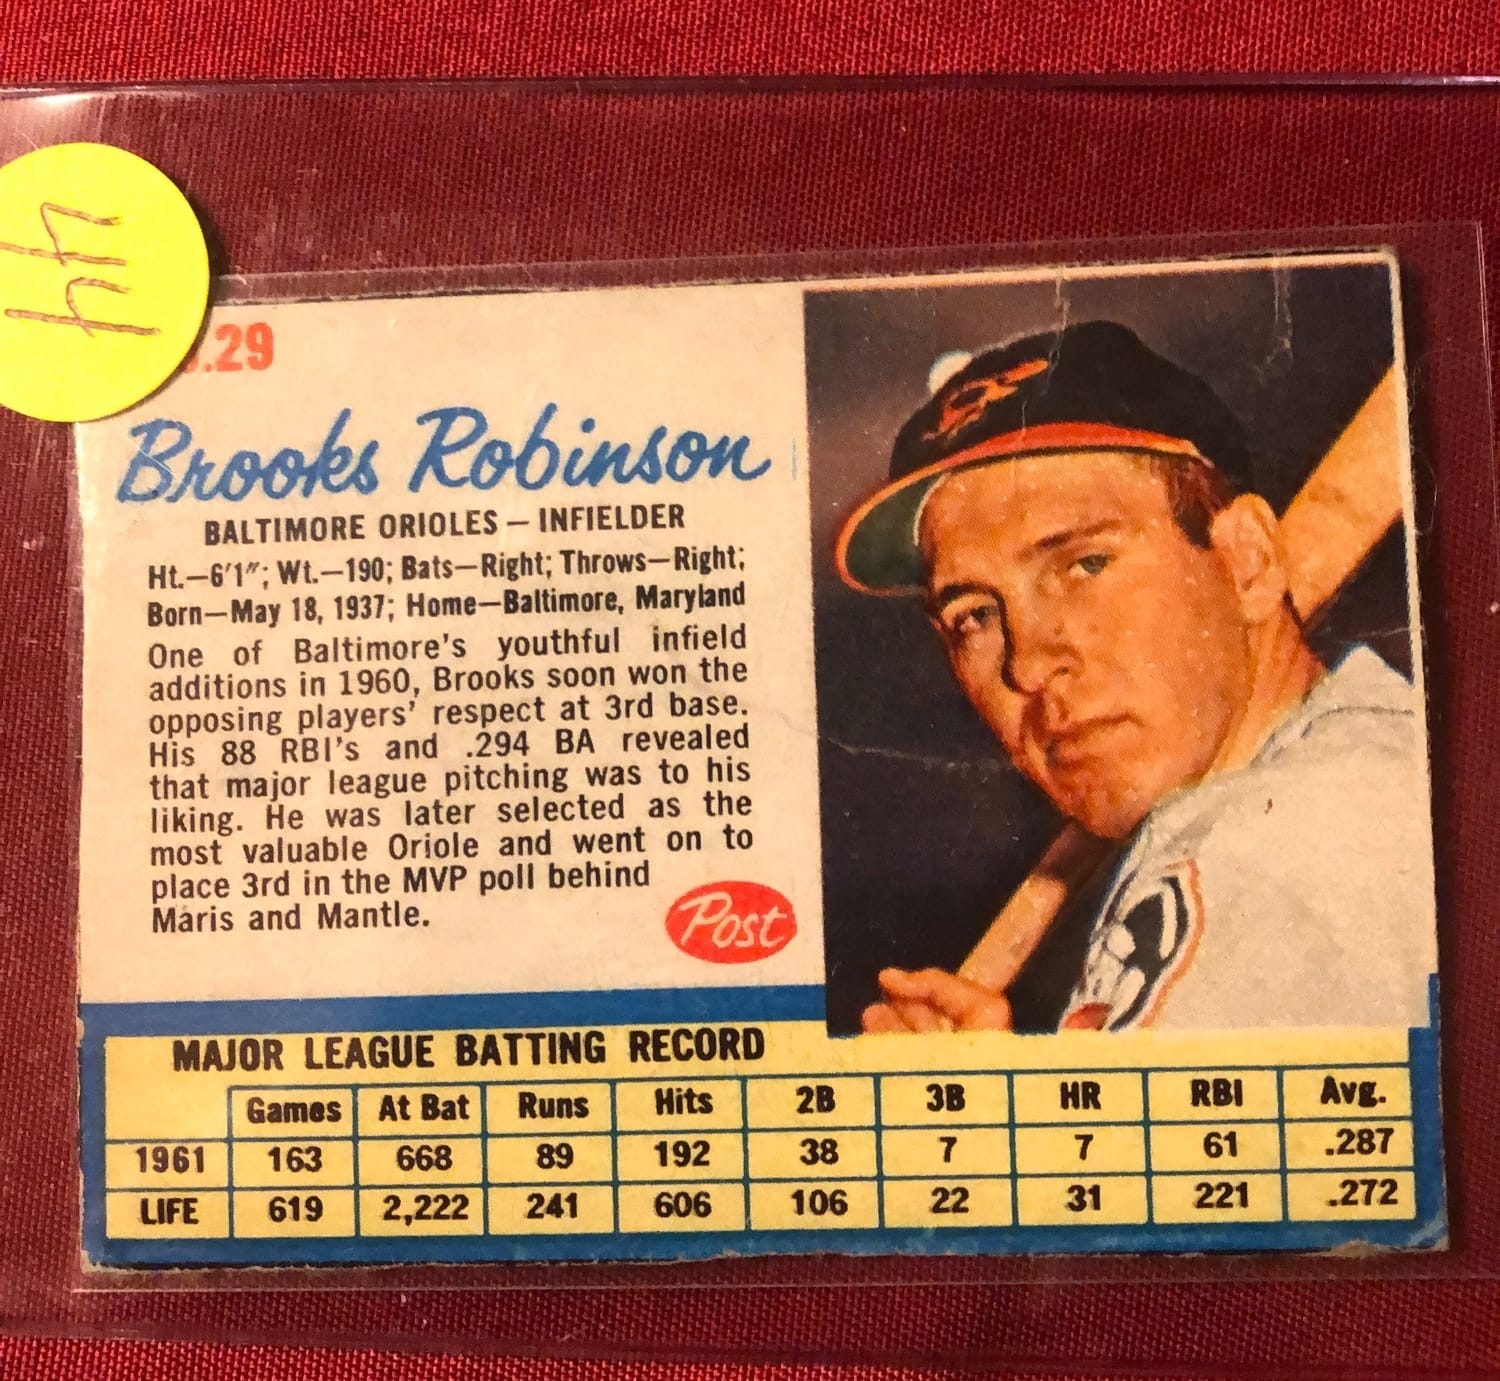 44
.29
Brooks Robinson
BALTIMORE ORIOLES — INFIELDER
Ht.—6'1"; Wt.—190; Bats—Right; Throws—Right;
Born—May 18, 1937; Home—Baltimore, Maryland
One of Baltimore's youthful infield
additions in 1960, Brooks soon won the
opposing players' respect at 3rd base.
His 88 RBI's and .294 BA revealed
that major league pitching was to his
liking. He was later selected as the
most valuable Oriole and went on to
place 3rd in the MVP poll behind
Maris and Mantle.
Post
MAJOR LEAGUE BATTING RECORD
Games At Bat Runs Hits 2B 3B HR RBI Avg.
1961 163 668 89 192 38 7 7 61 .287
LIFE 619 2,222 241 606 106 22 31 221 .272